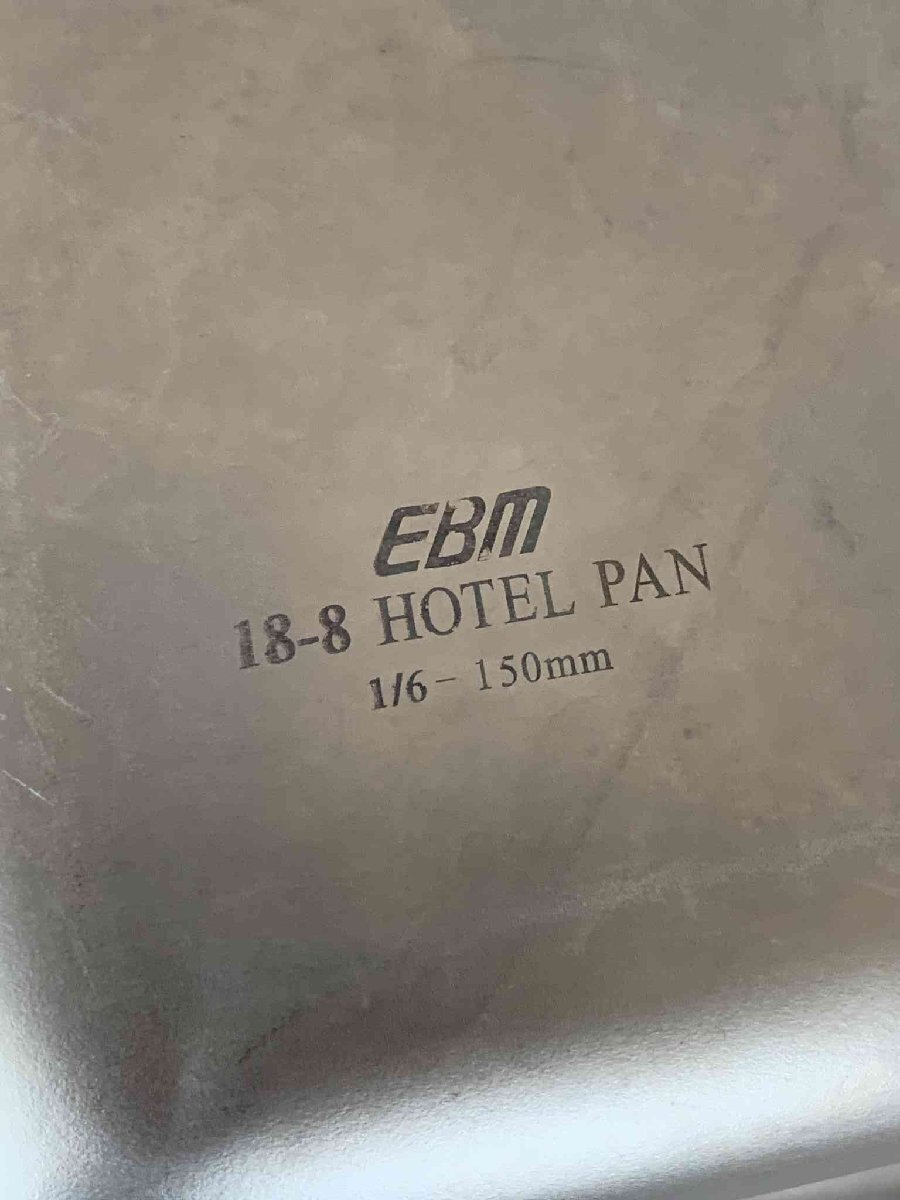 EBM
18-8 HOTEL PAN
1/6 - 150mm